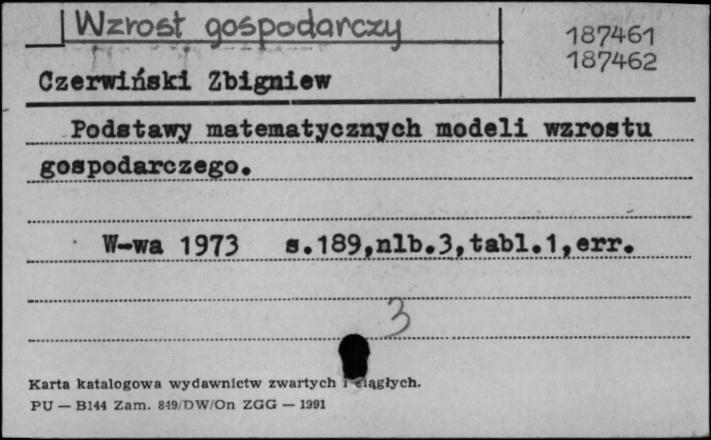 Wzrost gospodarczy
187461
187462
Czerwiński Zbigniew
Podstawy matematycznych modeli wzrostu
gospodarczego.
W-wa 1973 s.189,nlb.3,tabl.1,err.
3
Karta katalogowa wydawnictw zwartych i ciągłych.
PU — B144 Zam. 849/DW/On ZGG — 1991